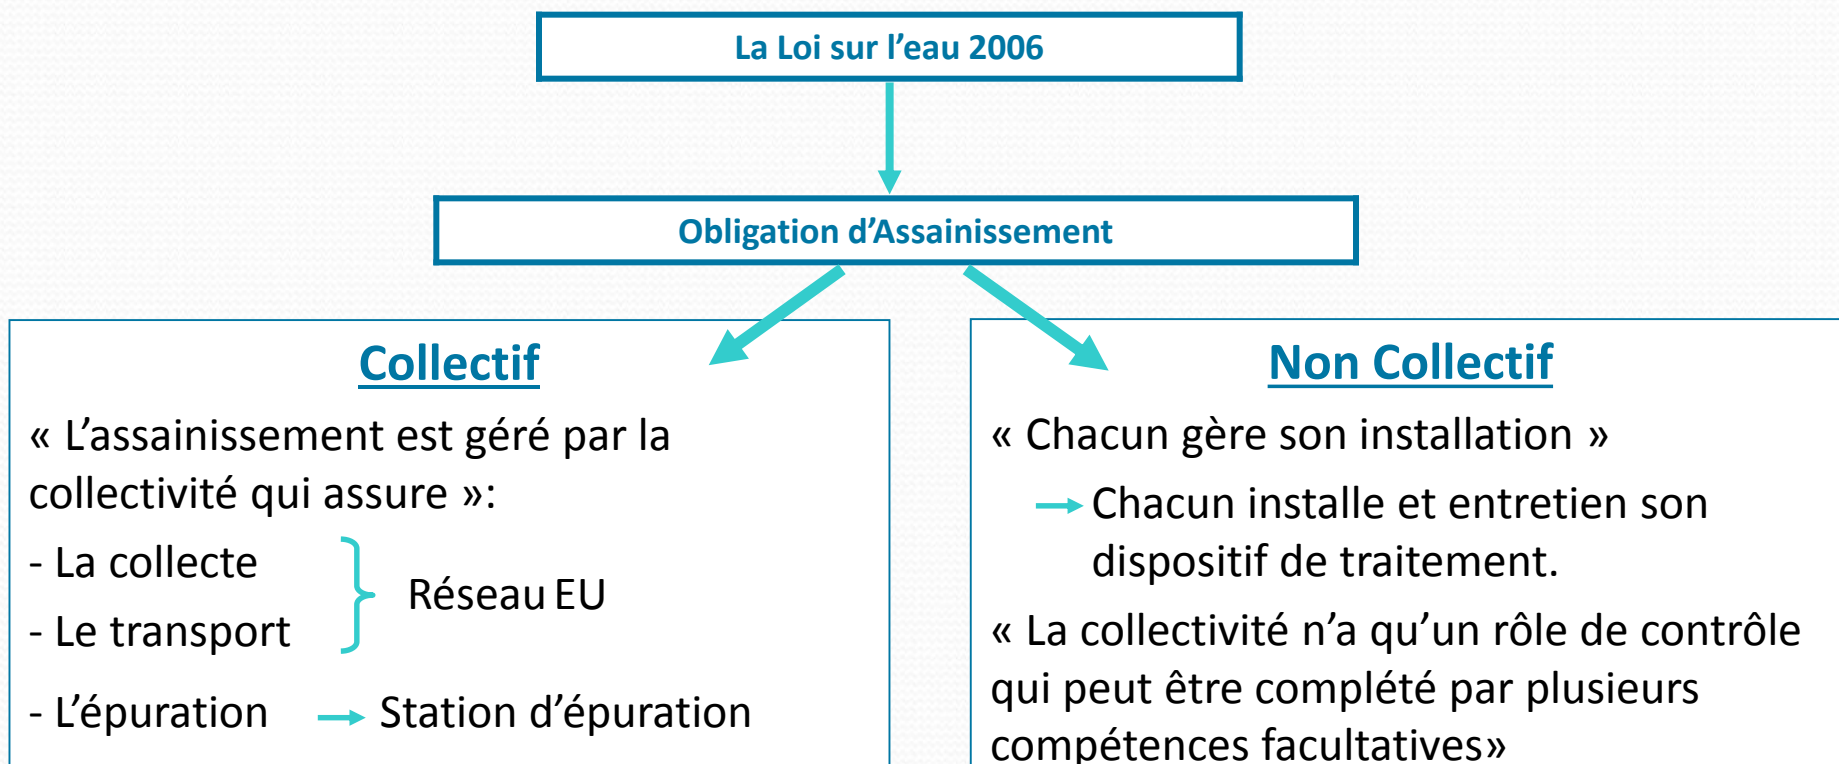 La Loi sur l’eau 2006
Obligation d’Assainissement
Collectif
« L’assainissement est géré par la
collectivité qui assure »:
- La collecte
- Le transport
Réseau EU
- L’épuration
Station d’épuration
Non Collectif
« Chacun gère son installation »
Chacun installe et entretien son
dispositif de traitement.
« La collectivité n’a qu’un rôle de contrôle
qui peut être complété par plusieurs
compétences facultatives»